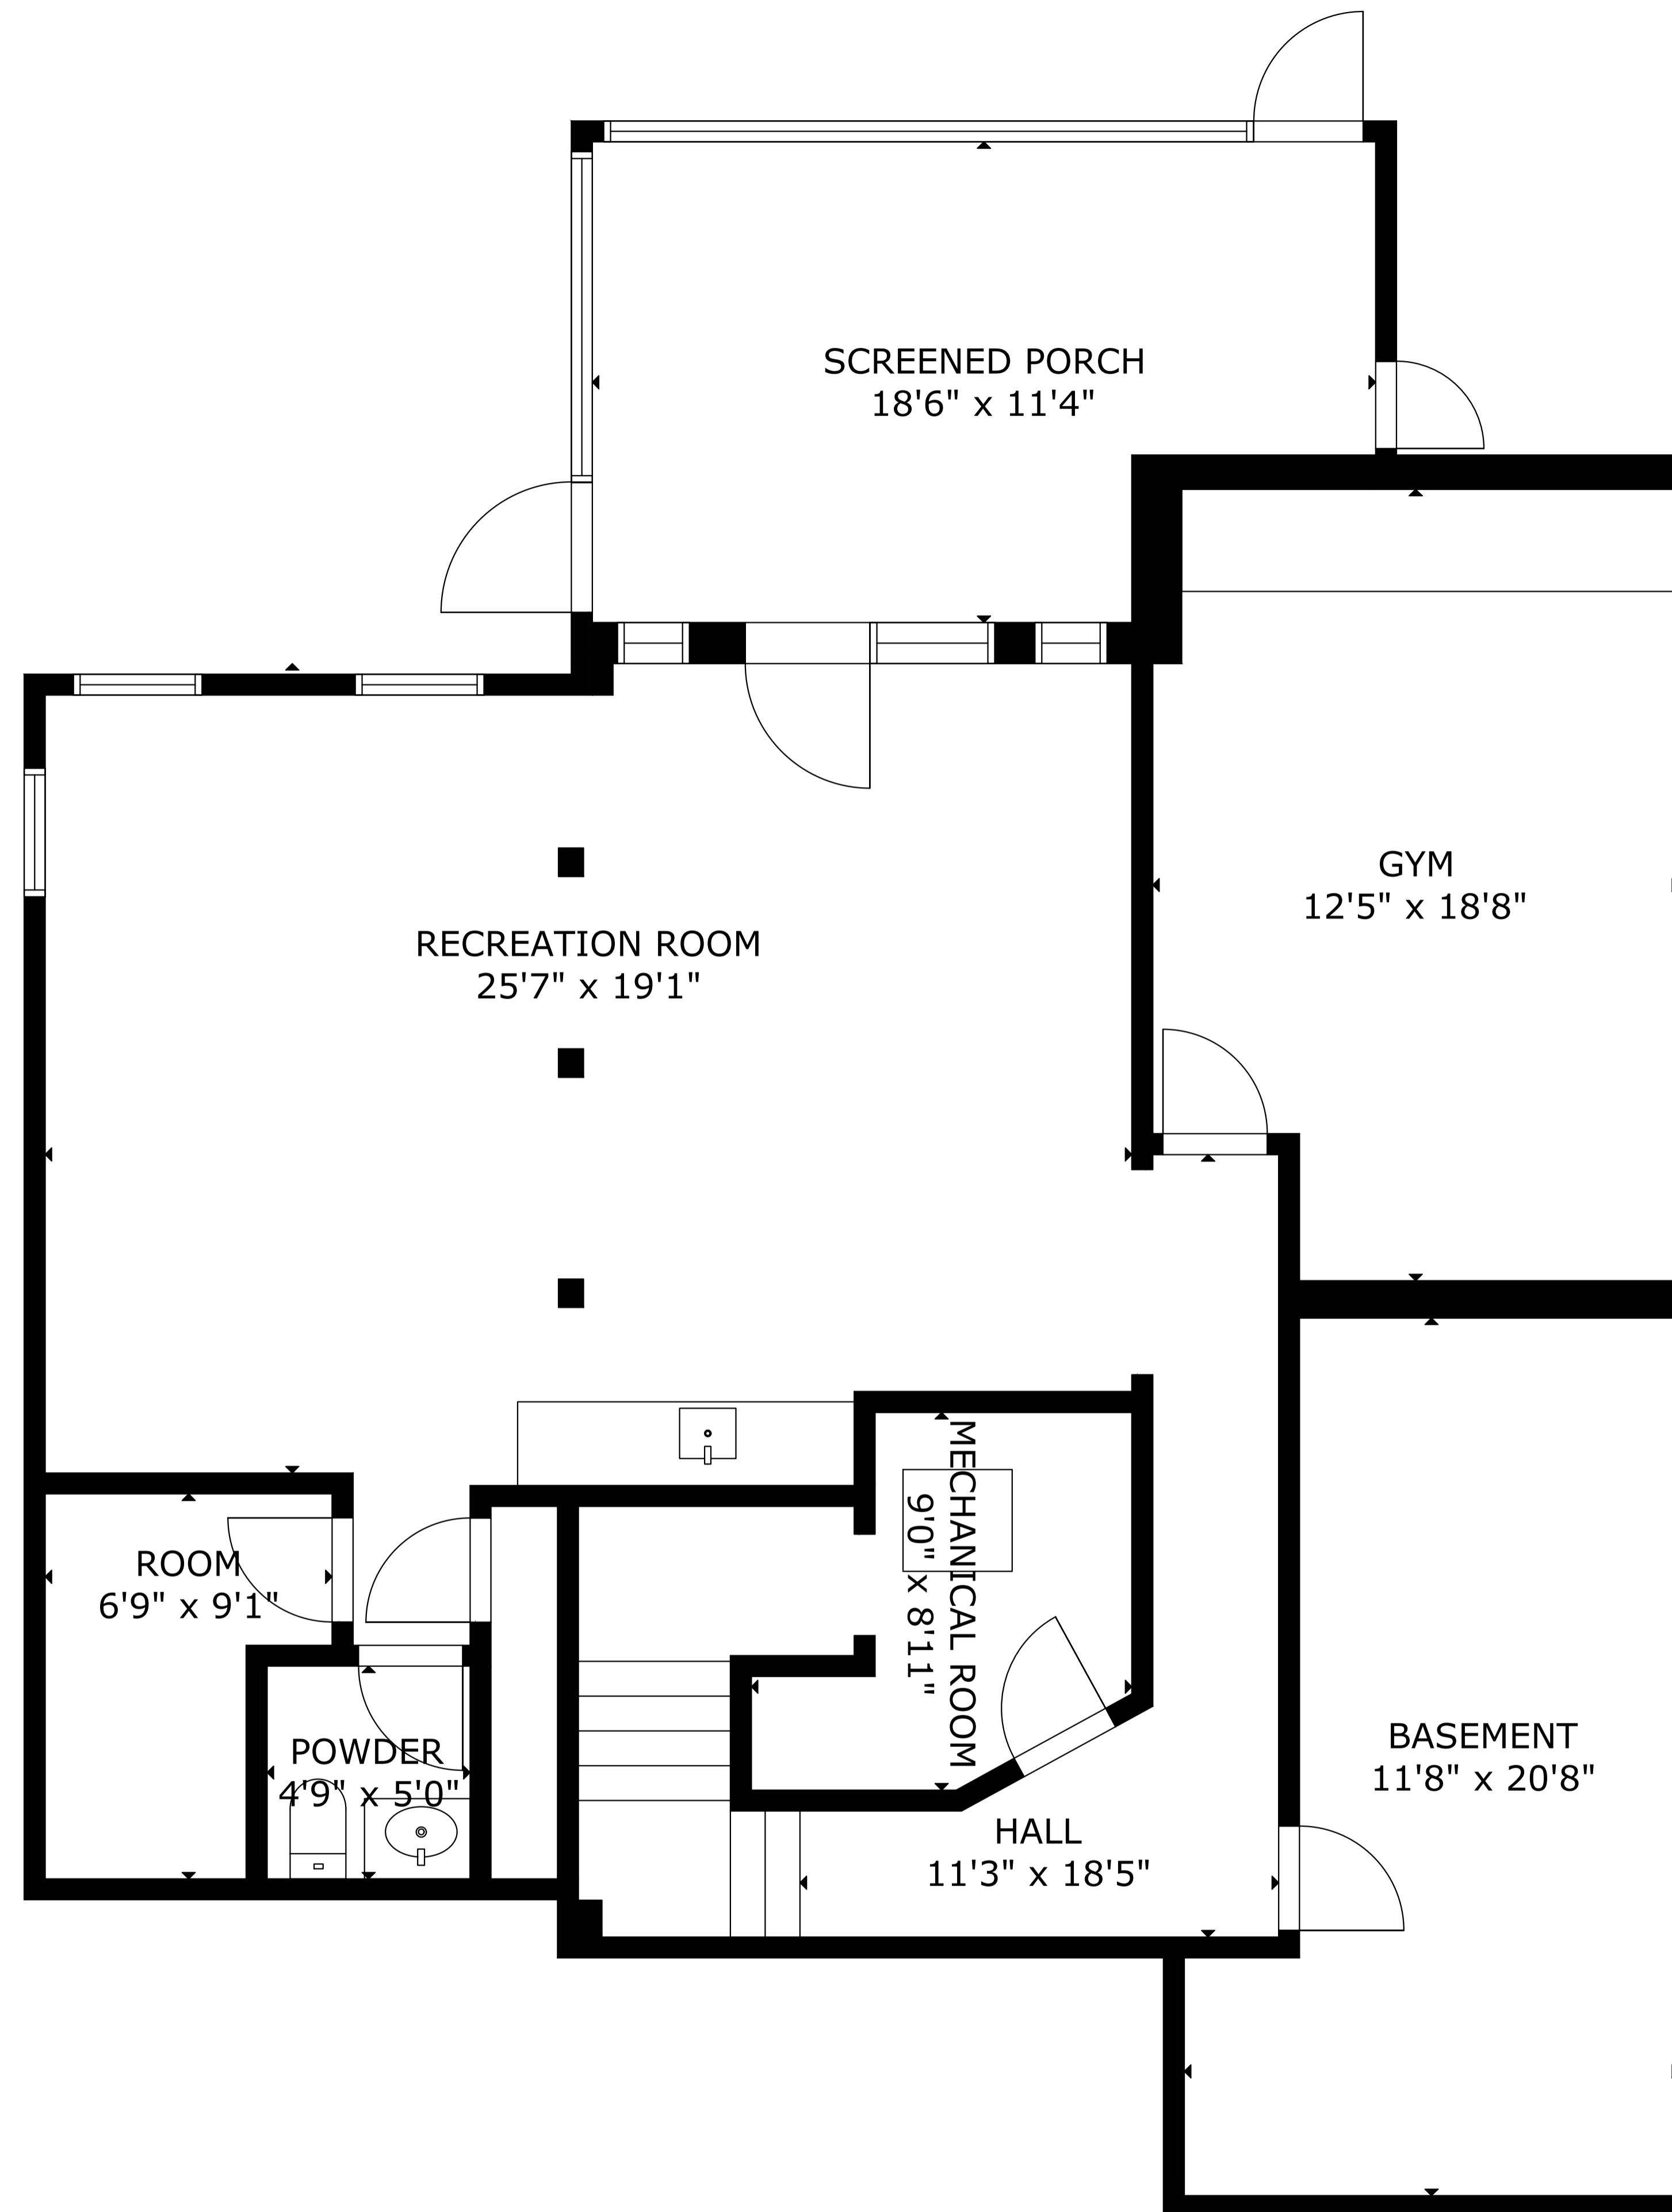 SCREENED PORCH
18'6" x 11'4"
GYM
12'5" x 18'8"
RECREATION ROOM
25'7" x 19'1"
MECHANICAL ROOM
9'0" x 8'11"
ROOM
6'9" x 9'1"
POWDER
4'9" x 5'0"
BASEMENT
11'8" x 20'8"
HALL
11'3" x 18'5"